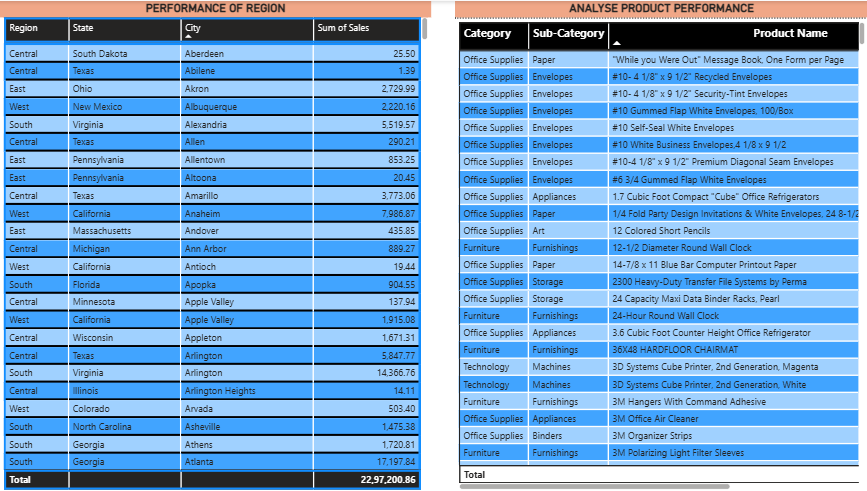 PERFORMANCE OF REGION
Region State City Sum of Sales
Central South Dakota Aberdeen 25.50
Central Texas Abilene 1.39
East Ohio Akron 2,729.99
West New Mexico Albuquerque 2,220.16
South Virginia Alexandria 5,519.57
Central Texas Allen 290.21
East Pennsylvania Allentown 853.25
East Pennsylvania Altoona 20.45
Central Texas Amarillo 3,773.06
West California Anaheim 7,986.87
East Massachusetts Andover 435.85
Central Michigan Ann Arbor 889.27
West California Antioch 19.44
South Florida Apopka 904.55
Central Minnesota Apple Valley 137.94
West California Apple Valley 1,915.08
Central Wisconsin Appleton 1,671.31
Central Texas Arlington 5,847.77
South Virginia Arlington 14,366.76
Central Illinois Arlington Heights 14.11
West Colorado Arvada 503.40
South North Carolina Asheville 1,475.38
South Georgia Athens 1,720.81
South Georgia Atlanta 17,197.84
Total 22,97,200.86
ANALYSE PRODUCT PERFORMANCE
Category Sub-Category Product Name
Office Supplies Paper "While you Were Out" Message Book, One Form per Page
Office Supplies Envelopes #10- 4 1/8" x 9 1/2" Recycled Envelopes
Office Supplies Envelopes #10- 4 1/8" x 9 1/2" Security-Tint Envelopes
Office Supplies Envelopes #10 Gummed Flap White Envelopes, 100/Box
Office Supplies Envelopes #10 Self-Seal White Envelopes
Office Supplies Envelopes #10 White Business Envelopes,4 1/8 x 9 1/2
Office Supplies Envelopes #10-4 1/8" x 9 1/2" Premium Diagonal Seam Envelopes
Office Supplies Envelopes #6 3/4 Gummed Flap White Envelopes
Office Supplies Appliances 1.7 Cubic Foot Compact "Cube" Office Refrigerators
Office Supplies Paper 1/4 Fold Party Design Invitations & White Envelopes, 24 8-1/2
Office Supplies Art 12 Colored Short Pencils
Furniture Furnishings 12-1/2 Diameter Round Wall Clock
Office Supplies Paper 14-7/8 x 11 Blue Bar Computer Printout Paper
Office Supplies Storage 2300 Heavy-Duty Transfer File Systems by Perma
Office Supplies Storage 24 Capacity Maxi Data Binder Racks, Pearl
Furniture Furnishings 24-Hour Round Wall Clock
Office Supplies Appliances 3.6 Cubic Foot Counter Height Office Refrigerator
Furniture Furnishings 36X48 HARDFLOOR CHAIRMAT
Technology Machines 3D Systems Cube Printer, 2nd Generation, Magenta
Technology Machines 3D Systems Cube Printer, 2nd Generation, White
Furniture Furnishings 3M Hangers With Command Adhesive
Office Supplies Appliances 3M Office Air Cleaner
Office Supplies Binders 3M Organizer Strips
Furniture Furnishings 3M Polarizing Light Filter Sleeves
Total